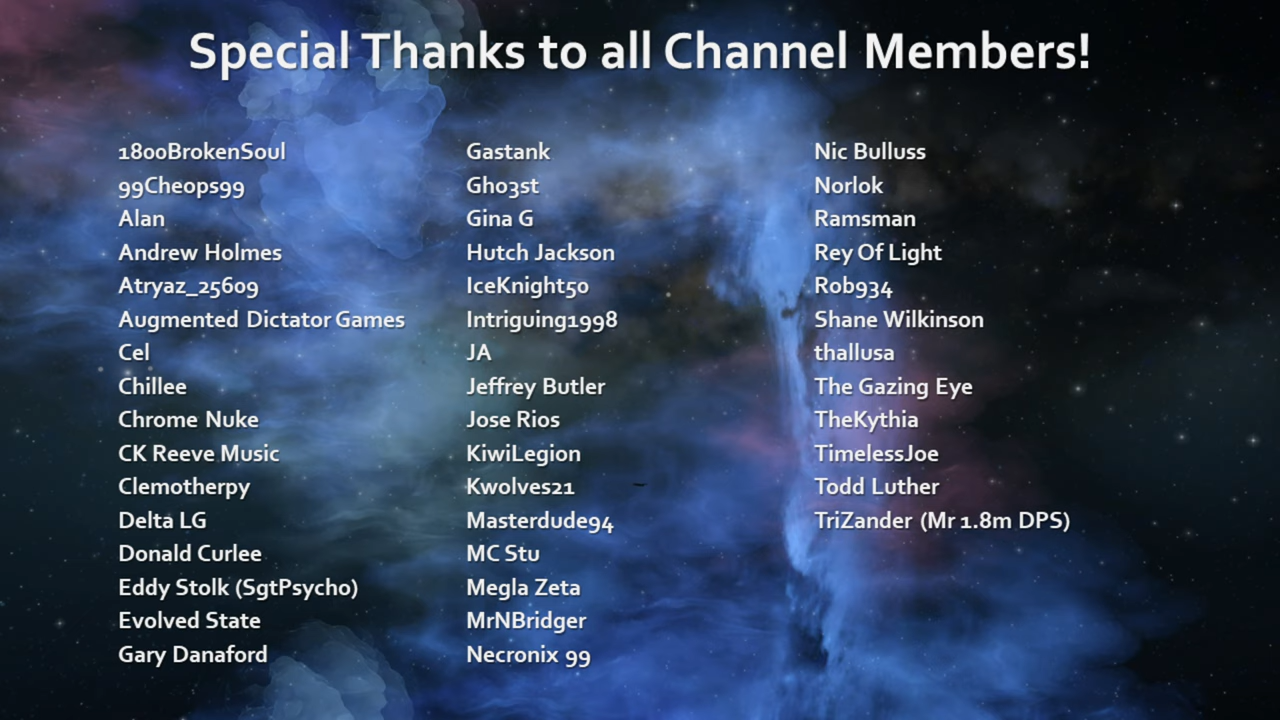 Special Thanks to all Channel Members!
1800BrokenSoul
99Cheops99
Alan
Andrew Holmes
Atryaz_25609
Augmented Dictator Games
Cel
Chillee
Chrome Nuke
CK Reeve Music
Clemotherpy
Delta LG
Donald Curlee
Eddy Stolk (SgtPsycho)
Evolved State
Gary Danaford
Gastank
Gho3st
Gina G
Hutch Jackson
IceKnight50
Intriguing1998
JA
Jeffrey Butler
Jose Rios
KiwiLegion
Kwolves21
Masterdude94
MC Stu
Megla Zeta
MrNBridger
Necronix 99
Nic Bulluss
Norlok
Ramsman
Rey Of Light
Rob934
Shane Wilkinson
thallusa
The Gazing Eye
TheKythia
TimelessJoe
Todd Luther
TriZander (Mr 1.8m DPS)